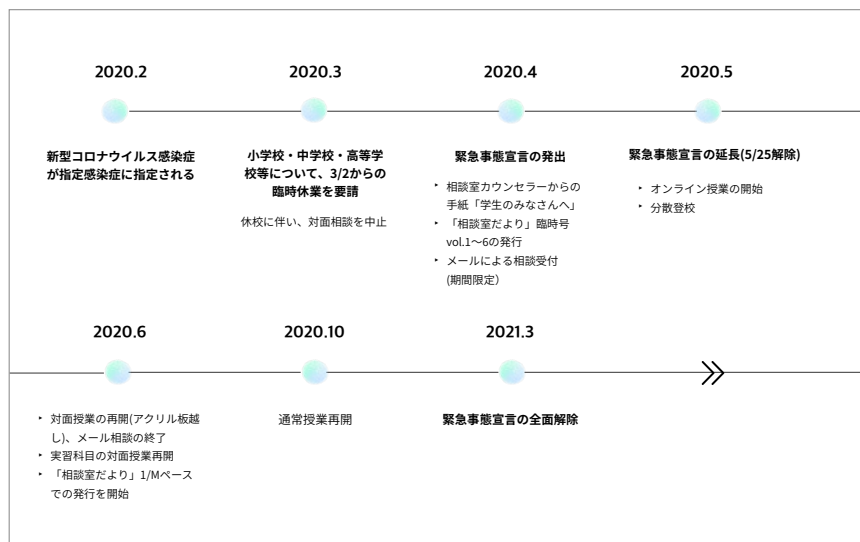 2020.2
新型コロナウイルス感染症
が指定感染症に指定される
2020.3
小学校・中学校・高等学
校等について、3/2からの
臨時休業を要請
休校に伴い、対面相談を中止
2020.4
緊急事態宣言の発出
‣ 相談室カウンセラーからの
手紙「学生のみなさんへ」
‣ 「相談室だより」臨時号
vol.1〜6の発行
‣ メールによる相談受付
(期間限定）
2020.5
緊急事態宣言の延長(5/25解除)
‣ オンライン授業の開始
‣ 分散登校
2020.6
‣ 対面授業の再開(アクリル板越
し)、メール相談の終了
‣ 実習科目の対面授業再開
‣ 「相談室だより」1/Mペース
での発行を開始
2020.10
通常授業再開
2021.3
緊急事態宣言の全面解除